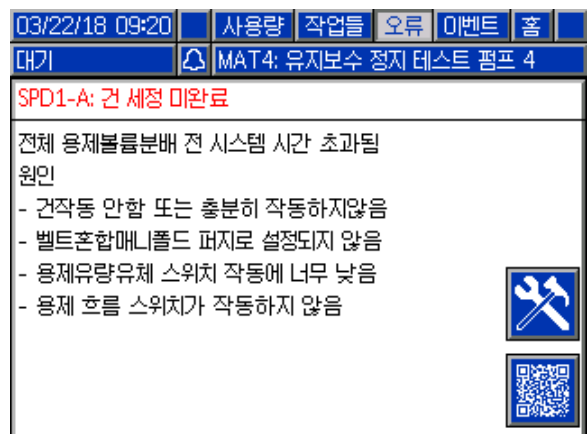 03/22/18 09:20 사용량 작업들 오류 이벤트 홈
대기 MAT4: 유지보수 정지 테스트 펌프 4
SPD1-A: 건 세정 미완료
전체 용제볼륨분배 전 시스템 시간 초과됨
원인
- 건작동 안함 또는 충분히 작동하지않음
- 벨트혼합매니폴드 퍼지로 설정되지 않음
- 용제유량유체 스위치 작동에 너무 낮음
- 용제 흐름 스위치가 작동하지 않음